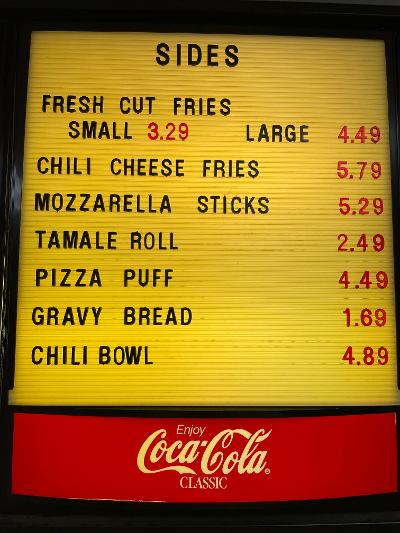 SIDES
FRESH CUT FRIES
SMALL 3.29 LARGE 4.49
CHILI CHEESE FRIES 5.79
MOZZARELLA STICKS 5.29
TAMALE ROLL 2.49
PIZZA PUFF 4.49
GRAVY BREAD 1.69
CHILI BOWL 4.89
Enjoy
Coca-Cola®
CLASSIC